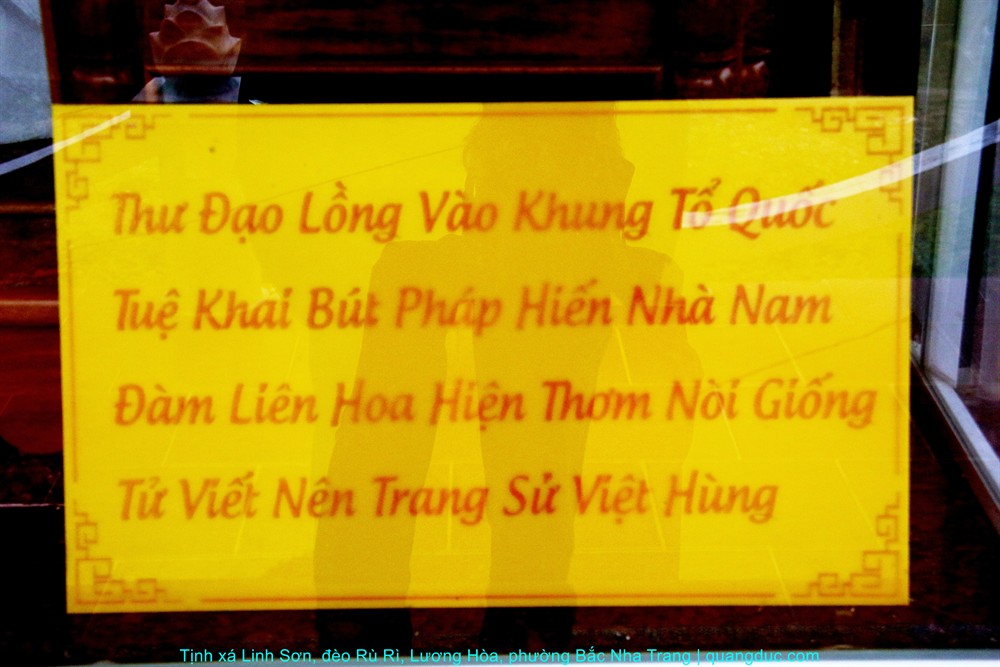 Thư Đạo Lồng Vào Khung Tổ Quốc
Tuệ Khai Bút Pháp Hiến Nhà Nam
Đàm Liên Hoa Hiện Thơm Nòi Giống
Tử Viết Nên Trang Sử Việt Hùng
Tịnh xá Linh Sơn, đèo Rù Rì, Lương Hòa, phường Bắc Nha Trang | quangduc.com